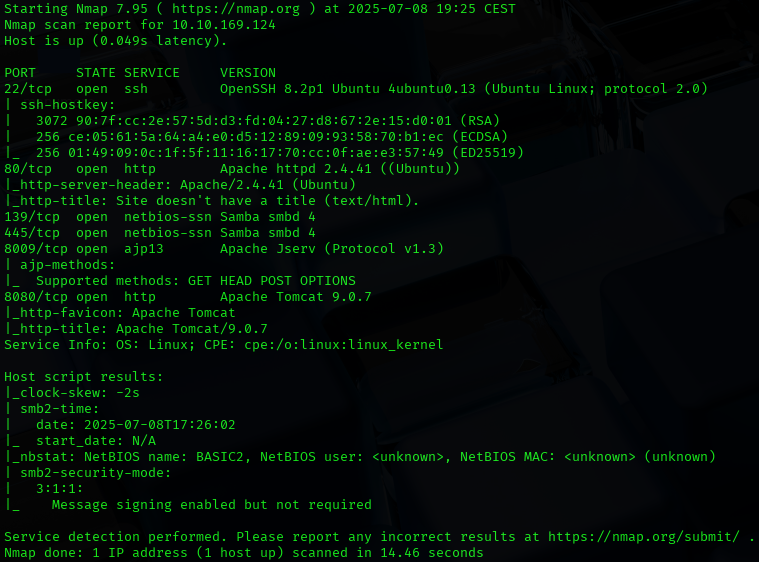 Starting Nmap 7.95 ( https://nmap.org ) at 2025-07-08 19:25 CEST
Nmap scan report for 10.10.169.124
Host is up (0.049s latency).

PORT     STATE SERVICE     VERSION
22/tcp   open  ssh         OpenSSH 8.2p1 Ubuntu 4ubuntu0.13 (Ubuntu Linux; protocol 2.0)
| ssh-hostkey:
|   3072 90:7f:cc:2e:57:5d:d3:fd:04:27:d8:67:2e:15:d0:01 (RSA)
|   256 ce:05:61:5a:64:a4:e0:d5:12:89:09:93:58:70:b1:ec (ECDSA)
|_  256 01:49:09:0c:1f:5f:11:16:17:70:cc:0f:ae:e3:57:49 (ED25519)
80/tcp   open  http        Apache httpd 2.4.41 ((Ubuntu))
|_http-server-header: Apache/2.4.41 (Ubuntu)
|_http-title: Site doesn't have a title (text/html).
139/tcp  open  netbios-ssn Samba smbd 4
445/tcp  open  netbios-ssn Samba smbd 4
8009/tcp open  ajp13       Apache Jserv (Protocol v1.3)
| ajp-methods:
|_  Supported methods: GET HEAD POST OPTIONS
8080/tcp open  http        Apache Tomcat 9.0.7
|_http-favicon: Apache Tomcat
|_http-title: Apache Tomcat/9.0.7
Service Info: OS: Linux; CPE: cpe:/o:linux:linux_kernel

Host script results:
|_clock-skew: -2s
| smb2-time:
|   date: 2025-07-08T17:26:02
|_  start_date: N/A
|_nbstat: NetBIOS name: BASIC2, NetBIOS user: <unknown>, NetBIOS MAC: <unknown> (unknown)
| smb2-security-mode:
|   3:1:1:
|_    Message signing enabled but not required

Service detection performed. Please report any incorrect results at https://nmap.org/submit/ .
Nmap done: 1 IP address (1 host up) scanned in 14.46 seconds